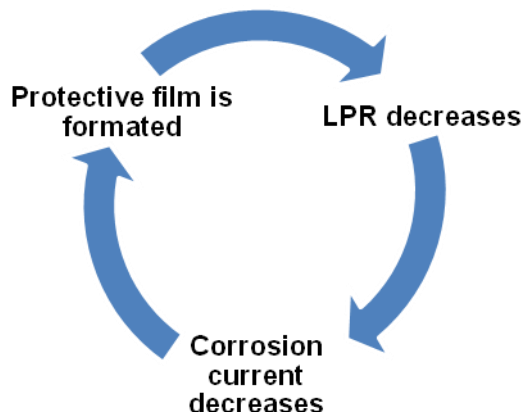 Protective film is
formated
LPR decreases
Corrosion
current
decreases